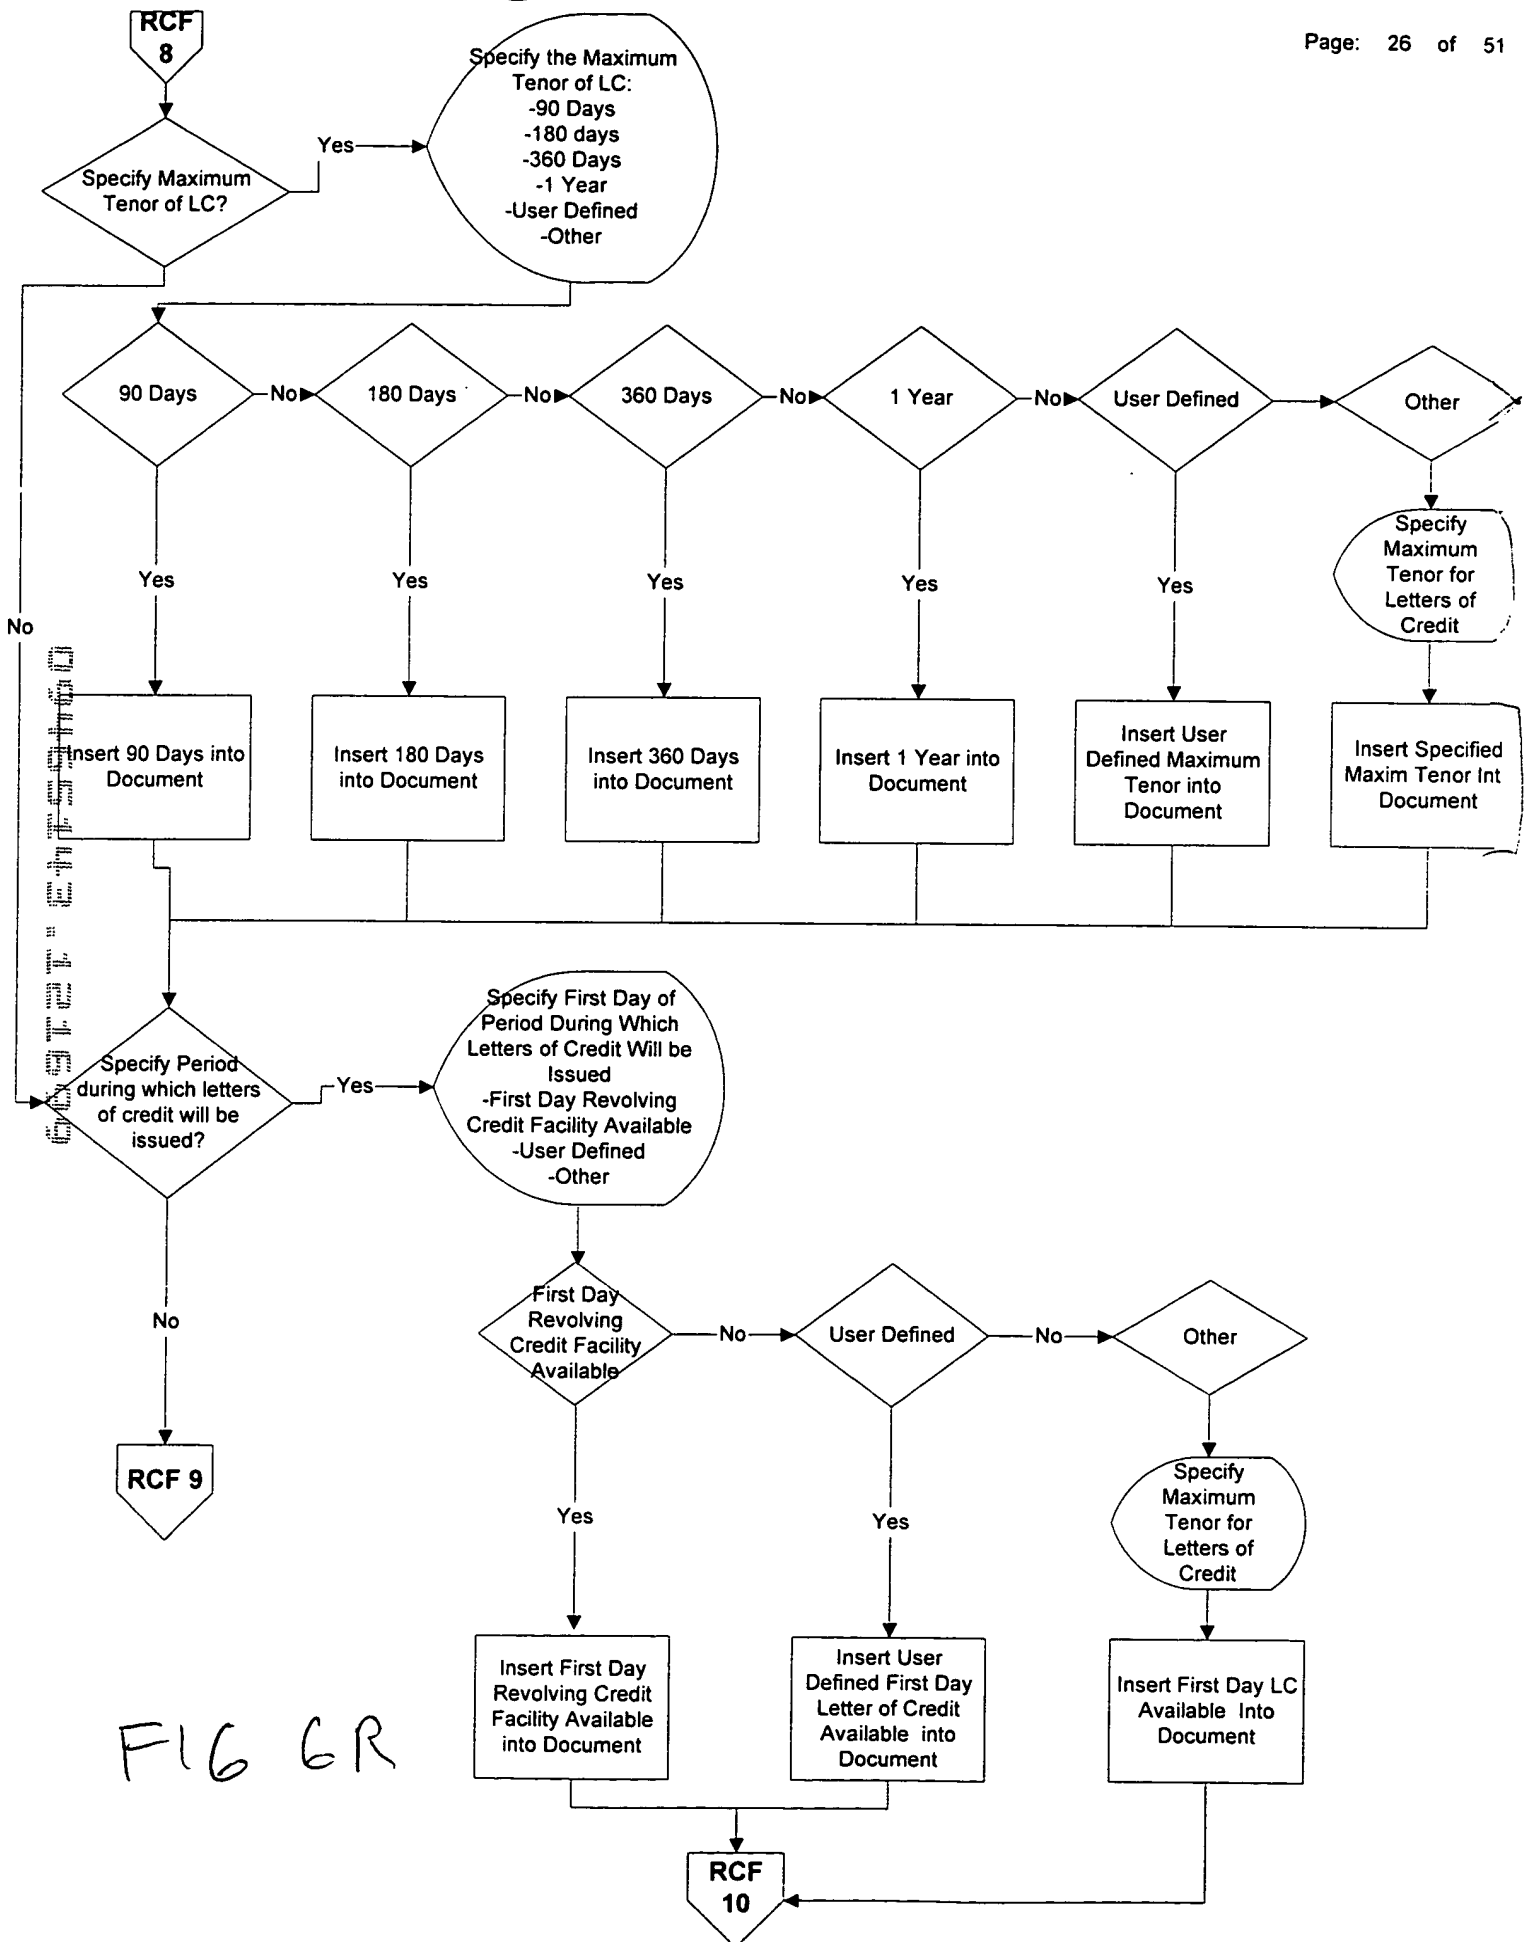 Page: 26 of 51
RCF
8
Specify the Maximum
Tenor of LC:
-90 Days
-180 days
-360 Days
-1 Year
-User Defined
-Other
Yes
Specify Maximum
Tenor of LC?
90 Days
No
180 Days
No
360 Days
No
1 Year
No
User Defined
Other
Yes
Yes
Yes
Yes
Yes
Specify
Maximum
Tenor for
Letters of
Credit
No
Insert 90 Days into
Document
Insert 180 Days
into Document
Insert 360 Days
into Document
Insert 1 Year into
Document
Insert User
Defined Maximum
Tenor into
Document
Insert Specified
Maxim Tenor Int
Document
Specify Period
during which letters
of credit will be
issued?
Yes
Specify First Day of
Period During Which
Letters of Credit Will be
Issued
-First Day Revolving
Credit Facility Available
-User Defined
-Other
No
First Day
Revolving
Credit Facility
Available
No
User Defined
No
Other
RCF 9
Yes
Yes
Specify
Maximum
Tenor for
Letters of
Credit
Insert First Day
Revolving Credit
Facility Available
into Document
Insert User
Defined First Day
Letter of Credit
Available into
Document
Insert First Day LC
Available Into
Document
FIG 6R
RCF
10